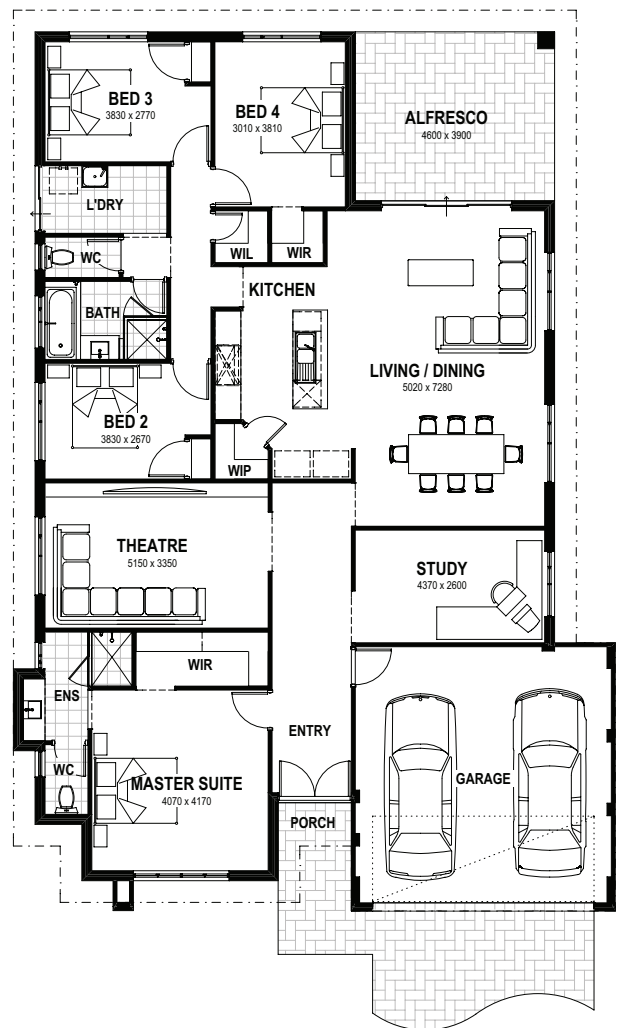 BED 3
3830 x 2770
BED 4
3010 x 3810
ALFRESCO
4600 x 3900
L'DRY
WC
WIL
WIR
KITCHEN
BATH
LIVING / DINING
5020 x 7280
BED 2
3830 x 2670
WIP
THEATRE
5150 x 3350
STUDY
4370 x 2600
WIR
ENS
ENTRY
WC
MASTER SUITE
4070 x 4170
GARAGE
PORCH